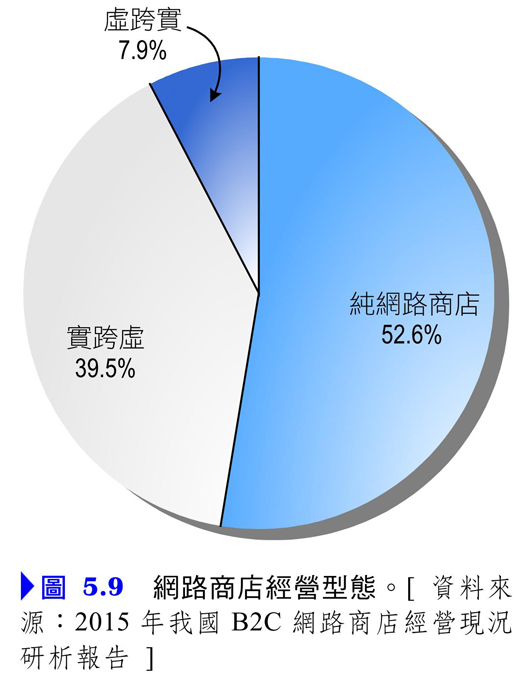 虛跨實
7.9%
純網路商店
52.6%
實跨虛
39.5%
圖 5.9 網路商店經營型態。[ 資料來
源：2015 年我國 B2C 網路商店經營現況
研析報告 ]